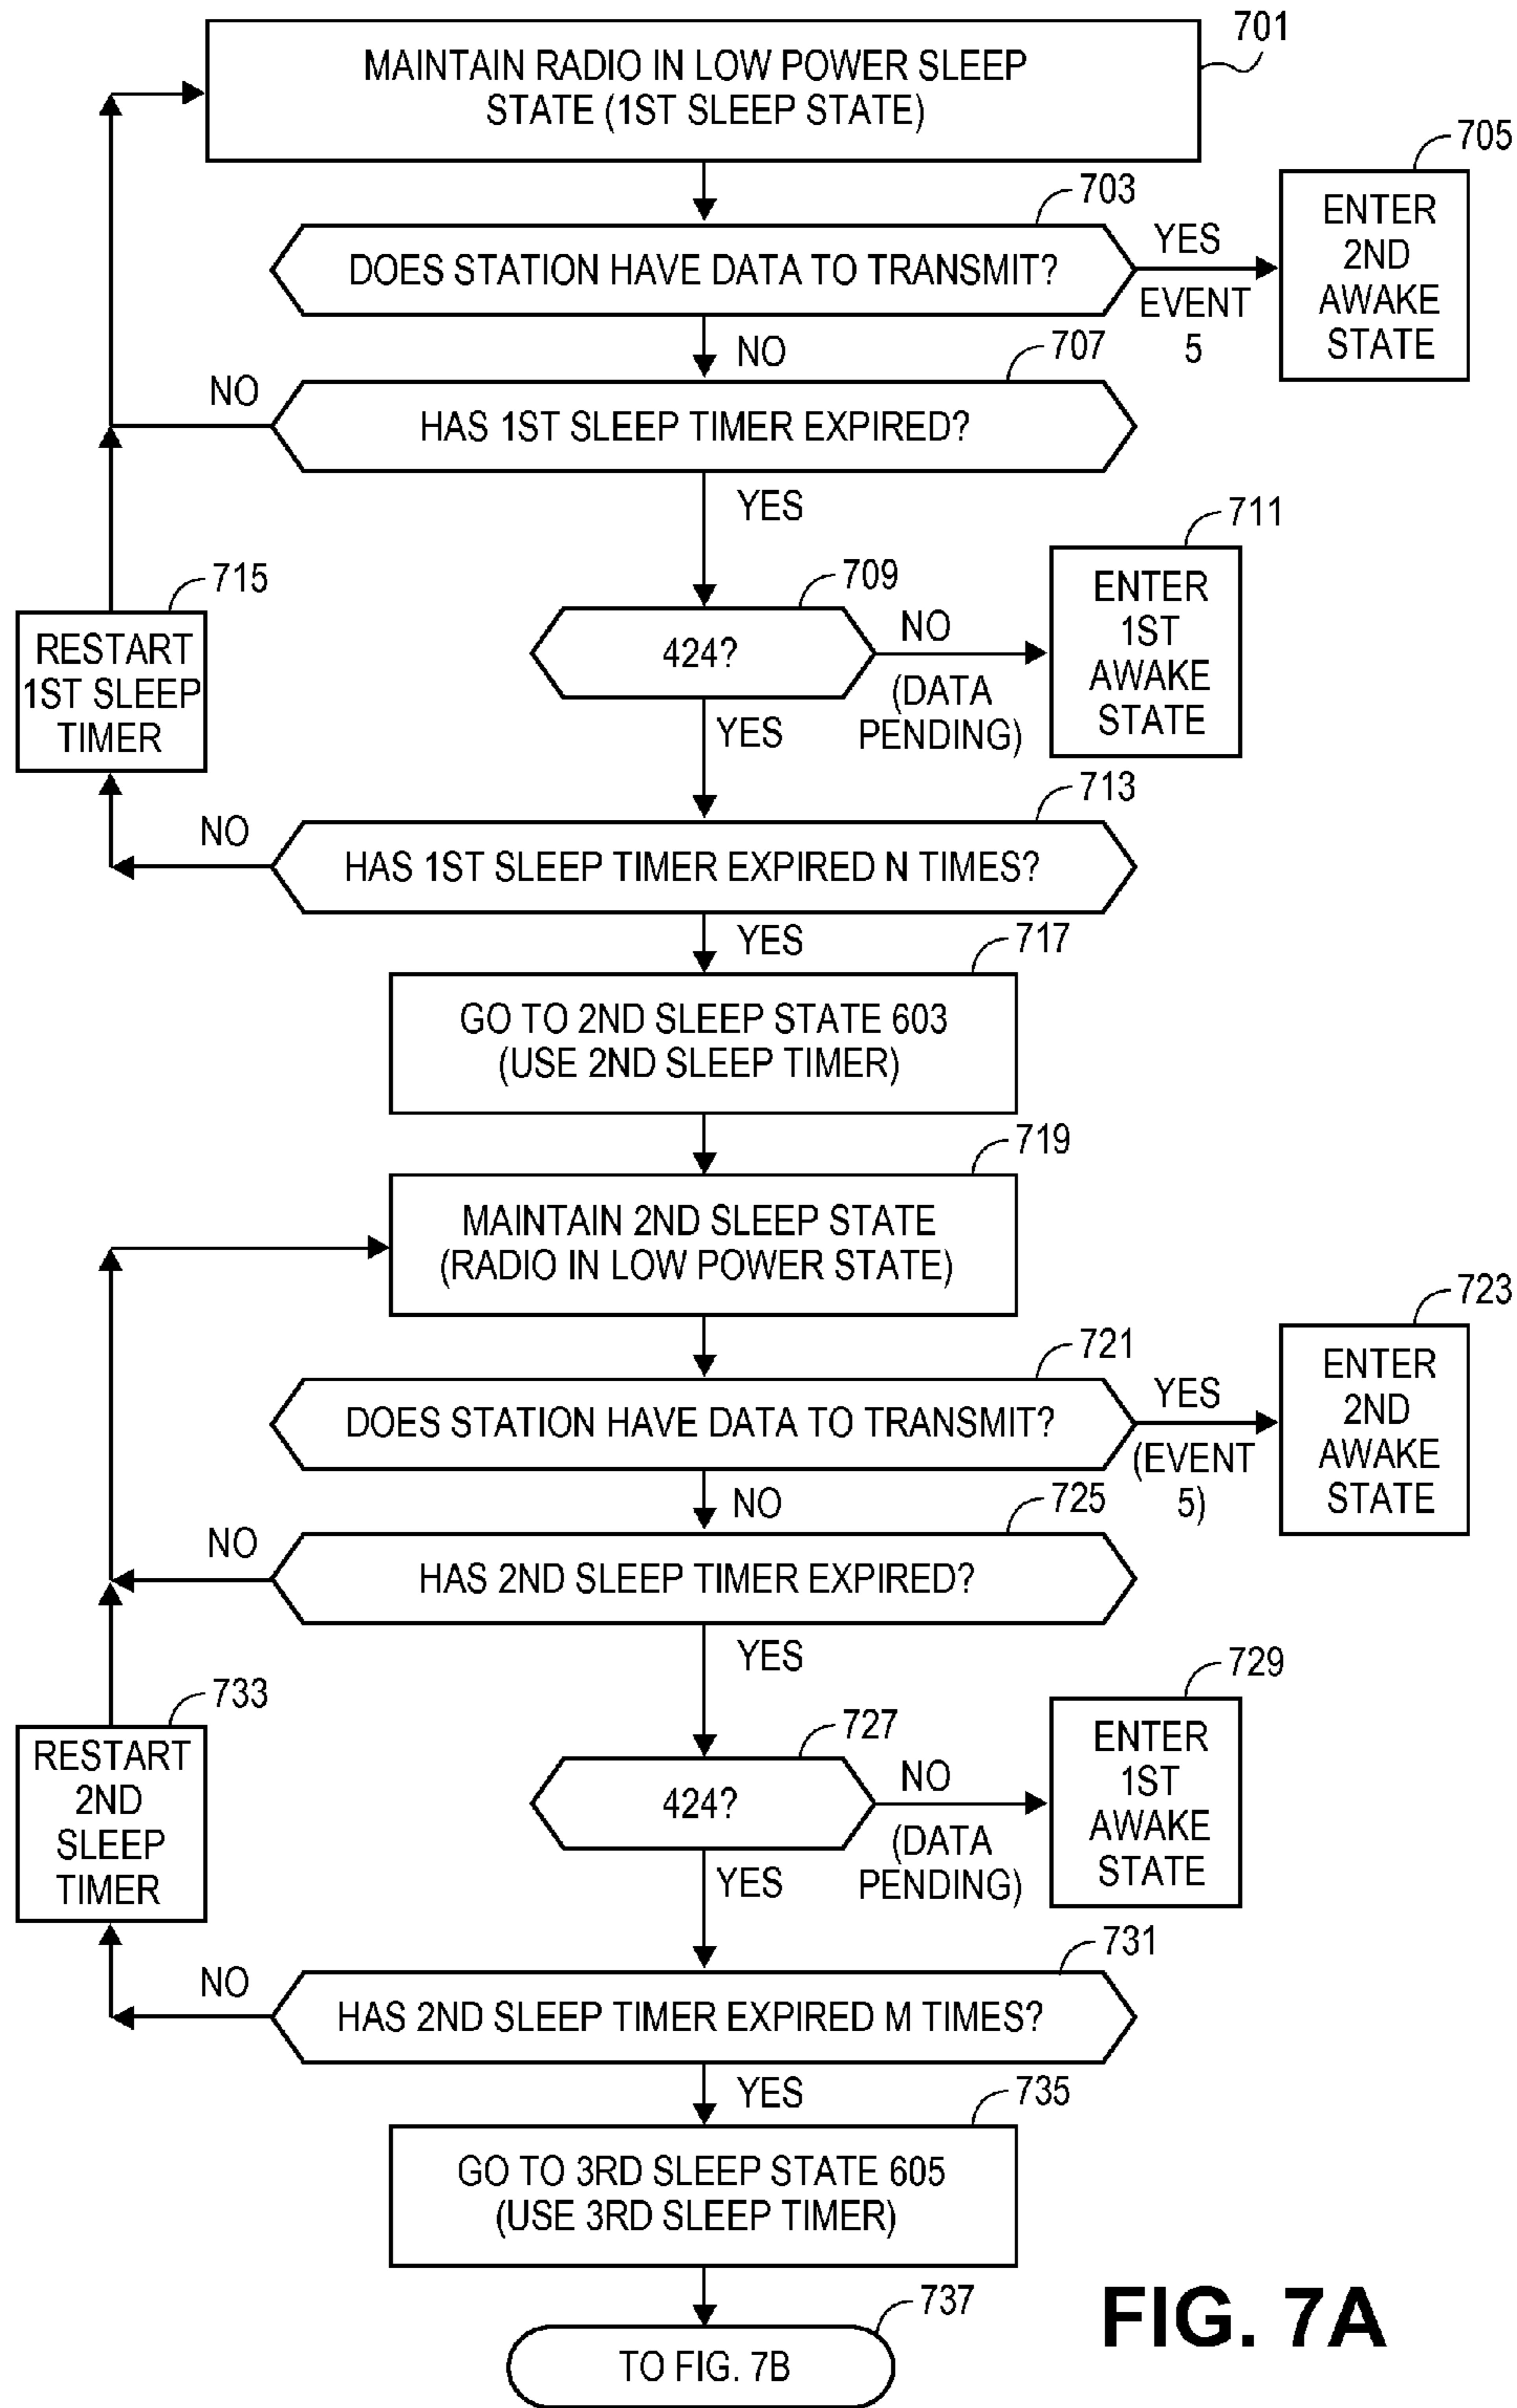 701
MAINTAIN RADIO IN LOW POWER SLEEP
STATE (1ST SLEEP STATE)
705
703
ENTER
2ND
AWAKE
STATE
DOES STATION HAVE DATA TO TRANSMIT?
YES
EVENT
5
NO
707
NO
HAS 1ST SLEEP TIMER EXPIRED?
YES
711
715
709
ENTER
1ST
AWAKE
STATE
RESTART
1ST SLEEP
TIMER
424?
NO
(DATA
PENDING)
YES
713
NO
HAS 1ST SLEEP TIMER EXPIRED N TIMES?
YES
717
GO TO 2ND SLEEP STATE 603
(USE 2ND SLEEP TIMER)
719
MAINTAIN 2ND SLEEP STATE
(RADIO IN LOW POWER STATE)
723
721
ENTER
2ND
AWAKE
STATE
DOES STATION HAVE DATA TO TRANSMIT?
YES
(EVENT
5)
NO
725
NO
HAS 2ND SLEEP TIMER EXPIRED?
YES
729
733
727
ENTER
1ST
AWAKE
STATE
RESTART
2ND
SLEEP
TIMER
424?
NO
(DATA
PENDING)
YES
731
NO
HAS 2ND SLEEP TIMER EXPIRED M TIMES?
YES
735
GO TO 3RD SLEEP STATE 605
(USE 3RD SLEEP TIMER)
737
TO FIG. 7B
FIG. 7A